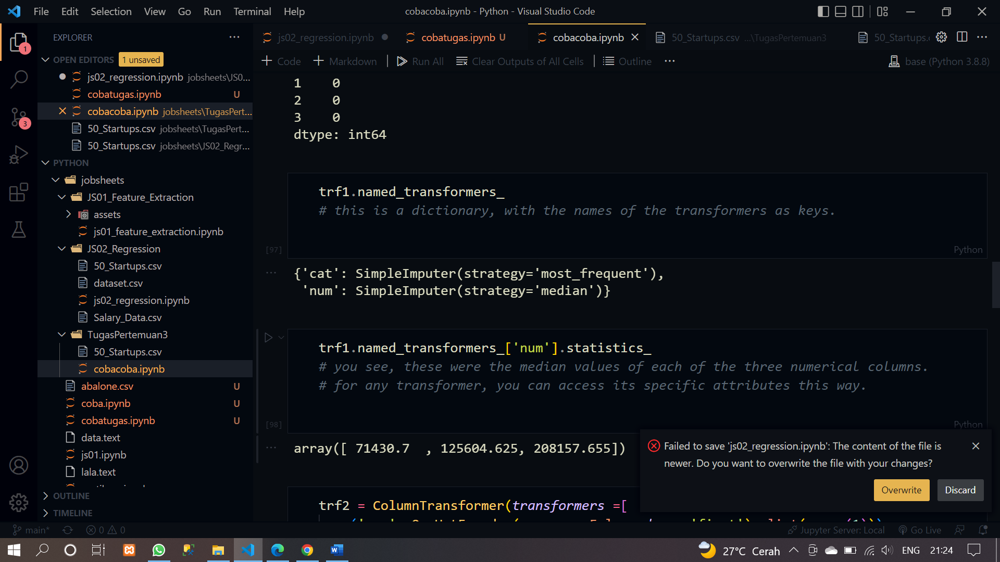 File Edit Selection View Go Run Terminal Help
cobacoba.ipynb - Python - Visual Studio Code
EXPLORER
1
3
OPEN EDITORS 1 unsaved
js02_regression.ipynb jobsheets\JS0...
cobatugas.ipynb U
cobacoba.ipynb jobsheets\TugasPert...
50_Startups.csv jobsheets\TugasPert...
50_Startups.csv jobsheets\JS02_Regr...
PYTHON
jobsheets
JS01_Feature_Extraction
assets
js01_feature_extraction.ipynb
JS02_Regression
50_Startups.csv
dataset.csv
js02_regression.ipynb
Salary_Data.csv
TugasPertemuan3
50_Startups.csv
cobacoba.ipynb
abalone.csv U
coba.ipynb U
cobatugas.ipynb U
data.text
js01.ipynb
lala.text
OUTLINE
TIMELINE
js02_regression.ipynb
cobatugas.ipynb U
cobacoba.ipynb
50_Startups.csv ...\TugasPertemuan3
50_Startups.
Code Markdown Run All Clear Outputs of All Cells Outline ...
base (Python 3.8.8)
1 0
2 0
3 0
dtype: int64
trf1.named_transformers_
# this is a dictionary, with the names of the transformers as keys.
[97] Python
{'cat': SimpleImputer(strategy='most_frequent'),
'num': SimpleImputer(strategy='median')}
trf1.named_transformers_['num'].statistics_
# you see, these were the median values of each of the three numerical columns.
# for any transformer, you can access its specific attributes this way.
[98] Python
array([ 71430.7  , 125604.625, 208157.655])
trf2 = ColumnTransformer(transformers =[
Failed to save 'js02_regression.ipynb': The content of the file is
newer. Do you want to overwrite the file with your changes?
Overwrite Discard
main* 0 0
Jupyter Server: Local Go Live
27°C Cerah ENG 21:24